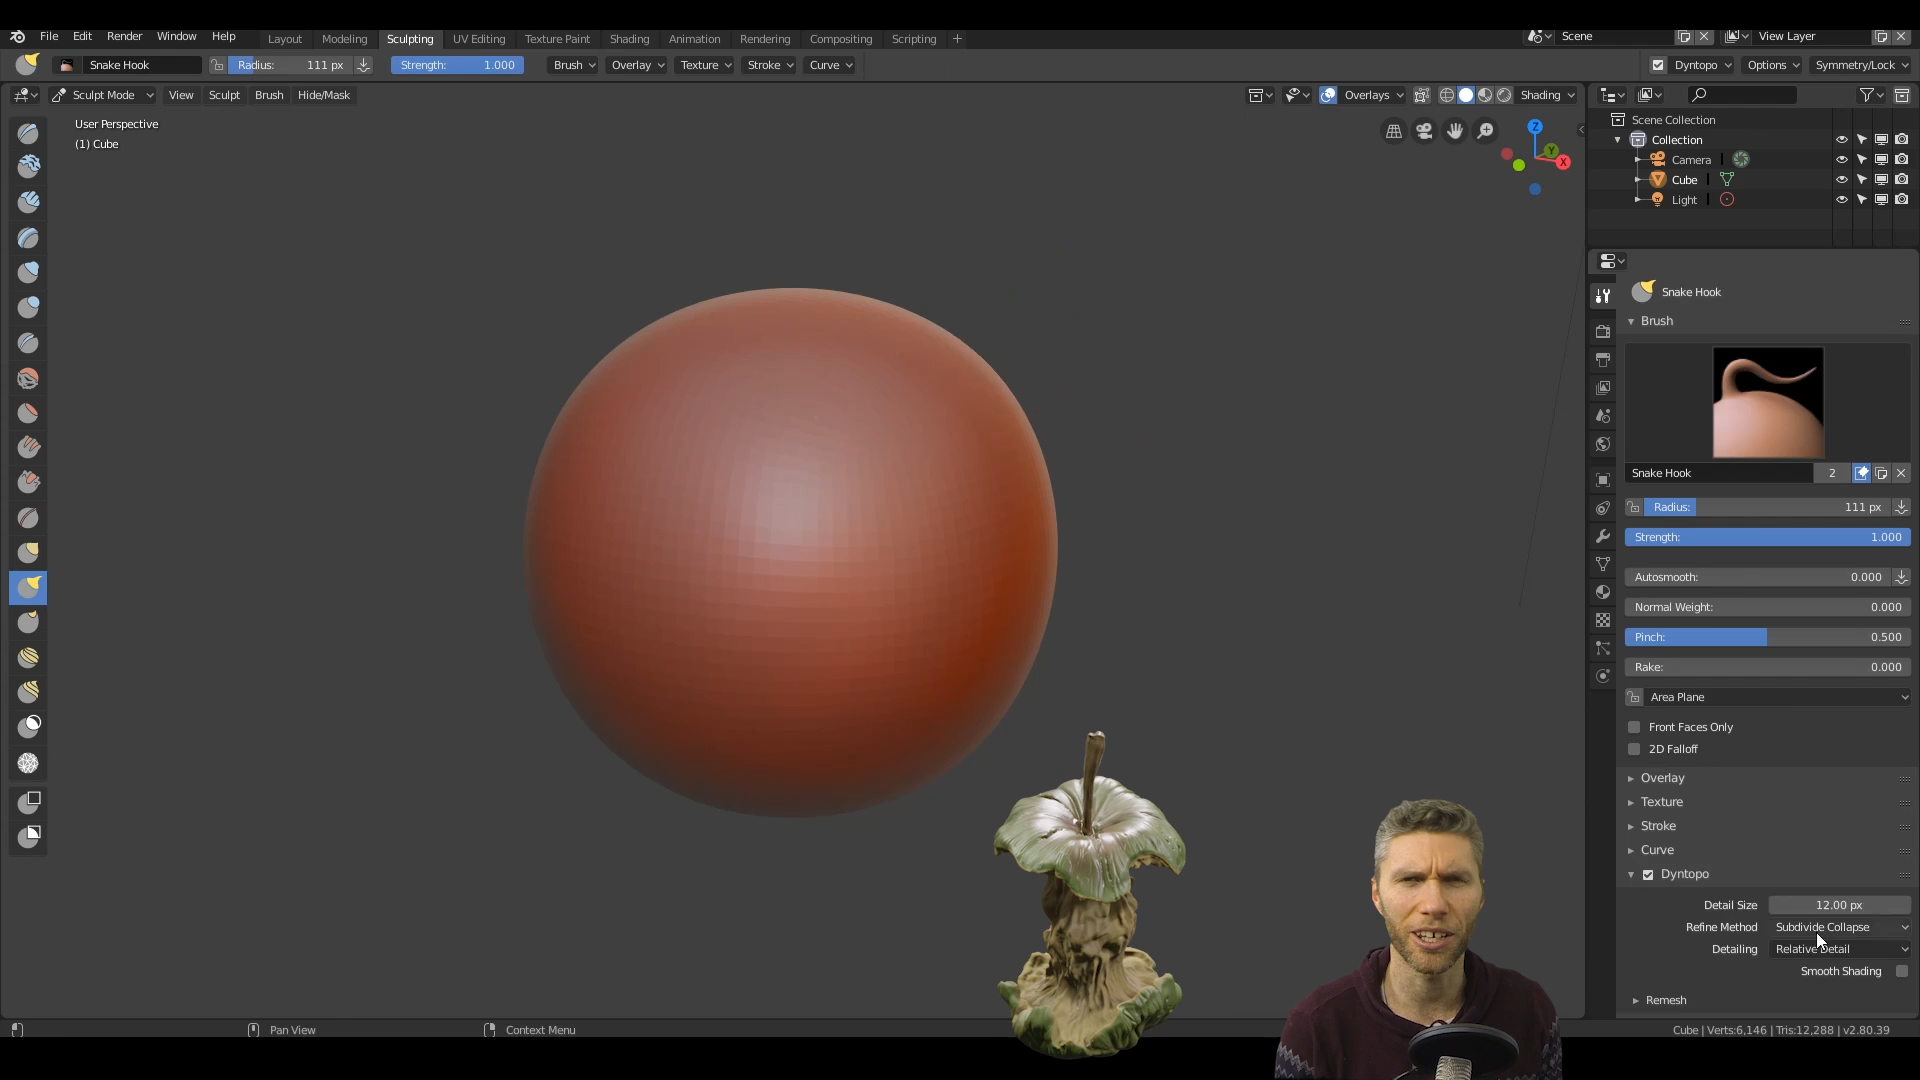 File Edit Render Window Help Layout Modeling Sculpting UV Editing Texture Paint Shading Animation Rendering Compositing Scripting + Scene View Layer
Snake Hook Radius: 111 px Strength: 1.000 Brush Overlay Texture Stroke Curve Dyntopo Options Symmetry/Lock
Sculpt Mode View Sculpt Brush Hide/Mask Overlays Shading
User Perspective
(1) Cube
Z
Y
X
Scene Collection
Collection
Camera
Cube
Light
Snake Hook
Brush
Snake Hook 2
Radius: 111 px
Strength: 1.000
Autosmooth: 0.000
Normal Weight: 0.000
Pinch: 0.500
Rake: 0.000
Area Plane
Front Faces Only
2D Falloff
Overlay
Texture
Stroke
Curve
Dyntopo
Detail Size 12.00 px
Refine Method Subdivide Collapse
Detailing Relative Detail
Smooth Shading
Remesh
Pan View Context Menu Cube | Verts:6,146 | Tris:12,288 | v2.80.39